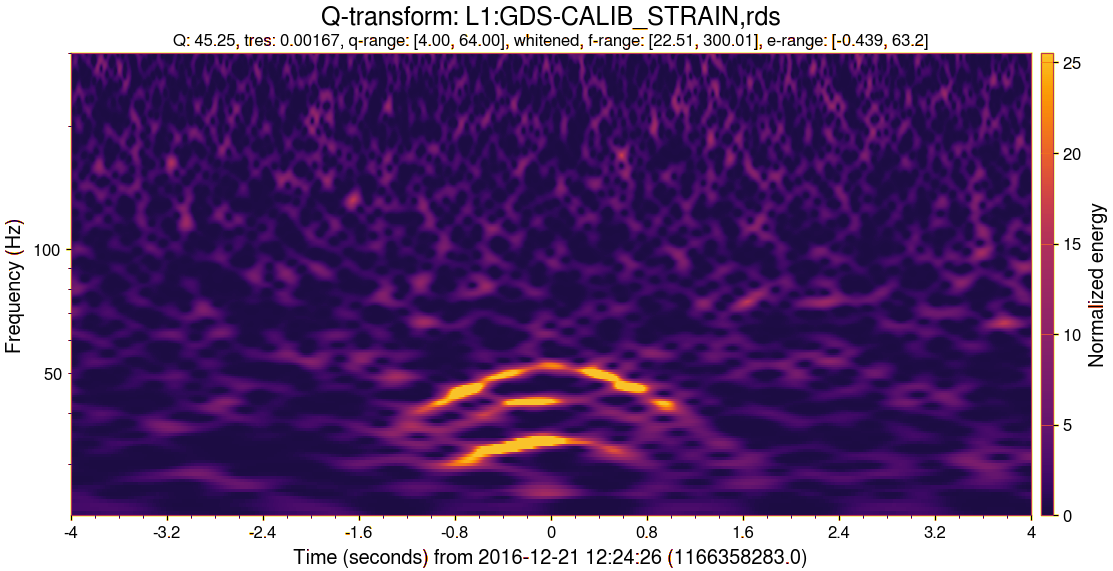 Q-transform: L1:GDS-CALIB_STRAIN,rds
Q: 45.25, tres: 0.00167, q-range: [4.00, 64.00], whitened, f-range: [22.51, 300.01], e-range: [-0.439, 63.2]
Frequency (Hz)
100
50
-4 -3.2 -2.4 -1.6 -0.8 0 0.8 1.6 2.4 3.2 4
Time (seconds) from 2016-12-21 12:24:26 (1166358283.0)
25
20
15
10
5
0
Normalized energy